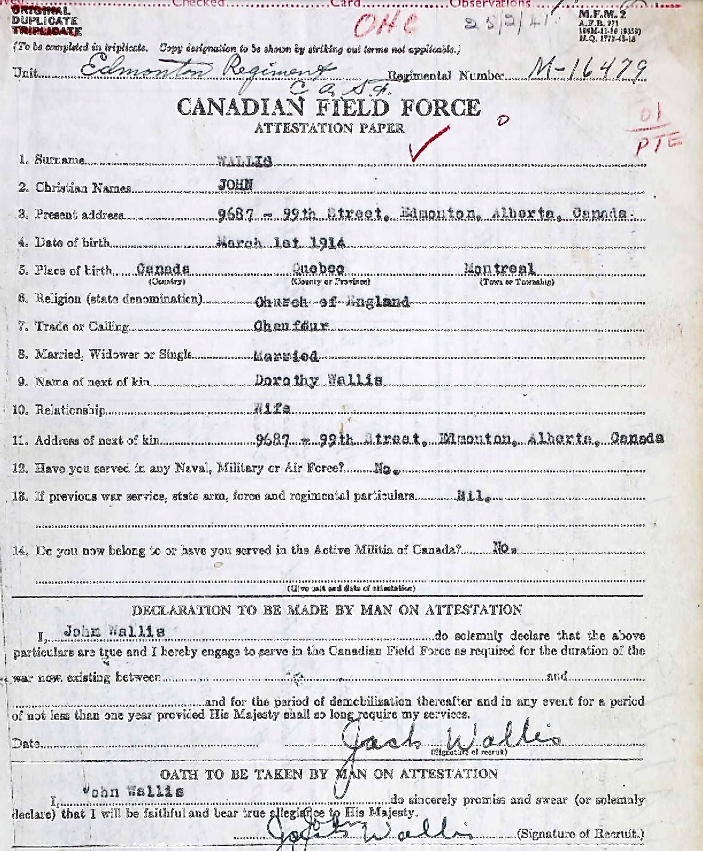 Checked Card Observations
ORIGINAL
DUPLICATE
TRIPLICATE
OHC 25/2/41
M.F.M. 2
(To be completed in triplicate. Copy designation to be shown by striking out terms not applicable.)
Unit Edmonton Regiment Regimental Number M-16479
C.A.S.F.
CANADIAN FIELD FORCE
ATTESTATION PAPER
01
PTE
1. Surname WALLIS
2. Christian Names JOHN
3. Present address 9687 - 99th Street, Edmonton, Alberta, Canada.
4. Date of birth March 1st 1914
5. Place of birth Canada Quebec Montreal
(Country) (County or Province) (Town or Township)
6. Religion (state denomination) Church of England
7. Trade or Calling Chaufeur
8. Married, Widower or Single Married
9. Name of next of kin Dorothy Wallis
10. Relationship Wife
11. Address of next of kin 9687 - 99th Street, Edmonton, Alberta, Canada
12. Have you served in any Naval, Military or Air Force? No.
13. If previous war service, state arm, force and regimental particulars Nil.
14. Do you now belong to or have you served in the Active Militia of Canada? No.
(Give unit and date of attestation)
DECLARATION TO BE MADE BY MAN ON ATTESTATION
I, John Wallis do solemnly declare that the above
particulars are true and I hereby engage to serve in the Canadian Field Force as required for the duration of the
war now existing between and
and for the period of demobilization thereafter and in any event for a period
of not less than one year provided His Majesty shall so long require my services.
Date Jack Wallis
(Signature of recruit)
OATH TO BE TAKEN BY MAN ON ATTESTATION
I, John Wallis do sincerely promise and swear (or solemnly
declare) that I will be faithful and bear true allegiance to His Majesty.
Wallis (Signature of Recruit.)